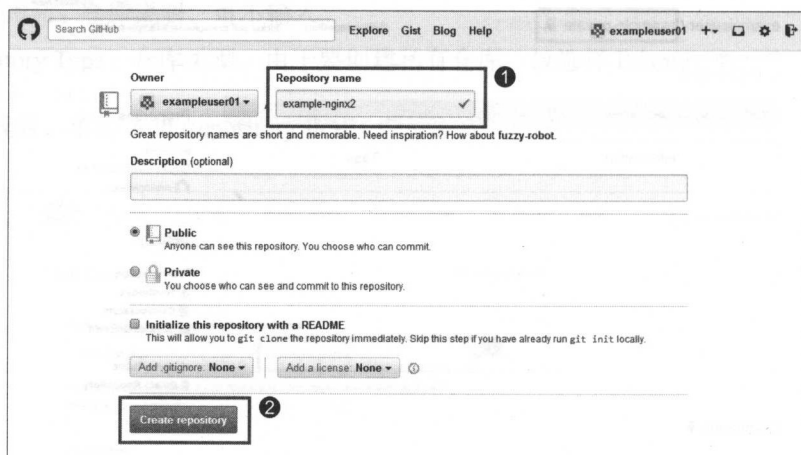 Search GitHub
Explore Gist Blog Help
exampleuser01
Owner
Repository name
❶
exampleuser01
/
example-nginx2
Great repository names are short and memorable. Need inspiration? How about fuzzy-robot.
Description (optional)
Public
Anyone can see this repository. You choose who can commit.
Private
You choose who can see and commit to this repository.
Initialize this repository with a README
This will allow you to git clone the repository immediately. Skip this step if you have already run git init locally.
Add .gitignore: None
Add a license: None
Create repository
❷